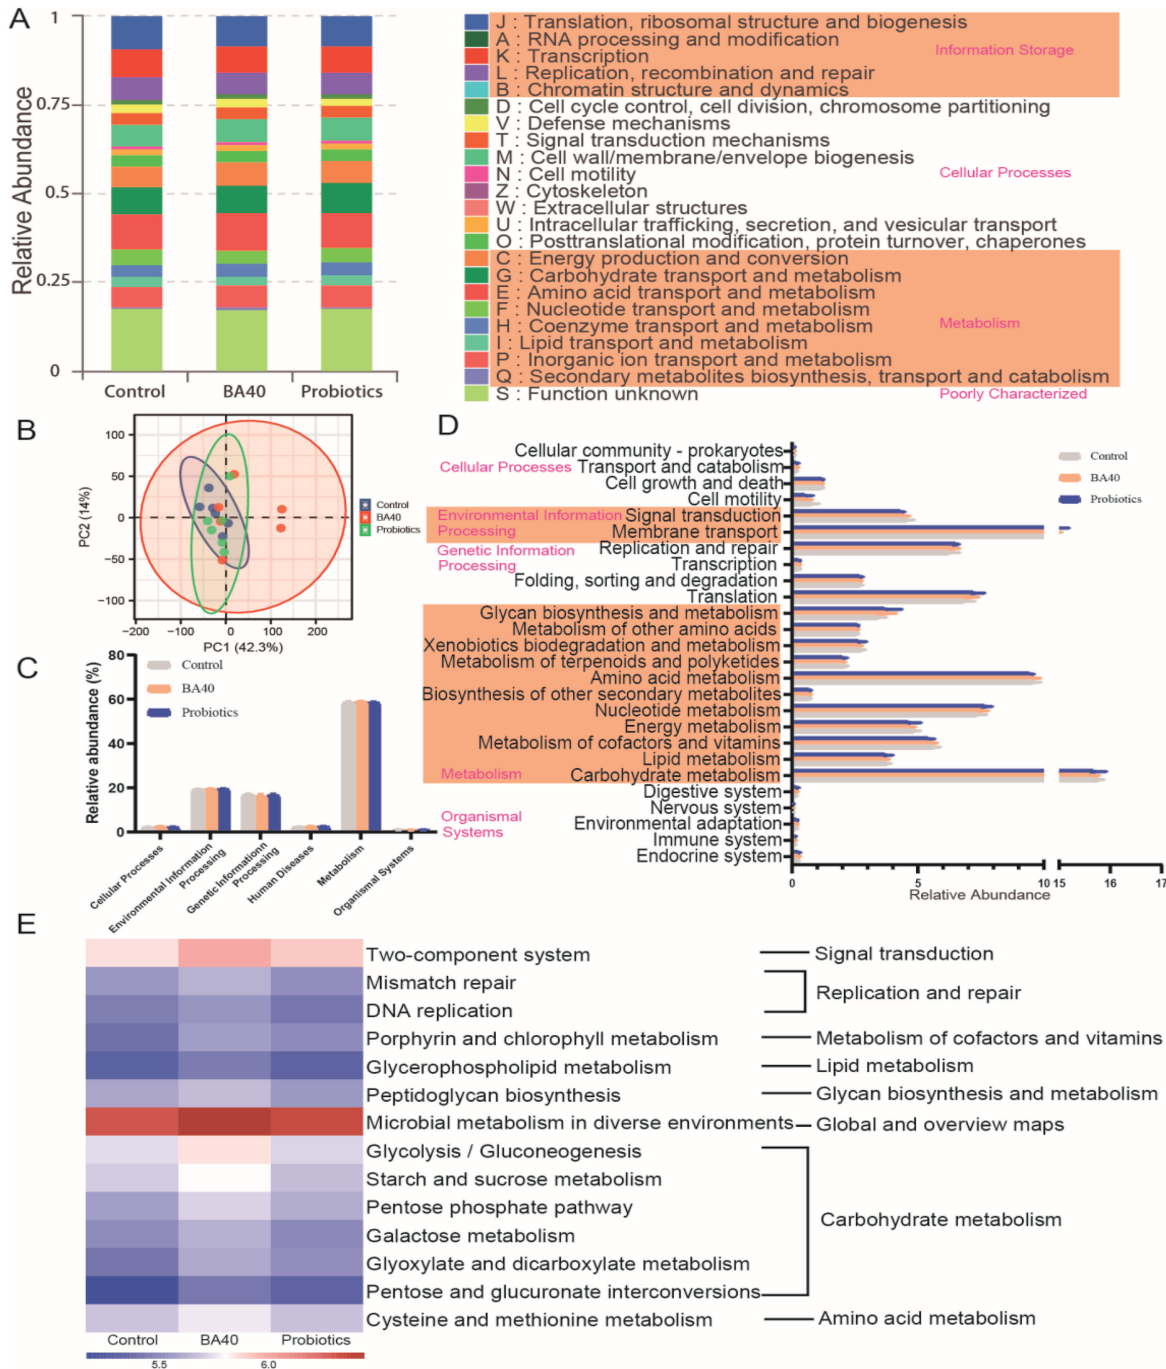 A
Relative Abundance
1
0.75
0.5
0.25
0
Control
BA40
Probiotics
J : Translation, ribosomal structure and biogenesis
A : RNA processing and modification
Information Storage
K : Transcription
L : Replication, recombination and repair
B : Chromatin structure and dynamics
D : Cell cycle control, cell division, chromosome partitioning
V : Defense mechanisms
T : Signal transduction mechanisms
M : Cell wall/membrane/envelope biogenesis
N : Cell motility
Cellular Processes
Z : Cytoskeleton
W : Extracellular structures
U : Intracellular trafficking, secretion, and vesicular transport
O : Posttranslational modification, protein turnover, chaperones
C : Energy production and conversion
G : Carbohydrate transport and metabolism
E : Amino acid transport and metabolism
F : Nucleotide transport and metabolism
H : Coenzyme transport and metabolism
Metabolism
I : Lipid transport and metabolism
P : Inorganic ion transport and metabolism
Q : Secondary metabolites biosynthesis, transport and catabolism
S : Function unknown
Poorly Characterized
B
PC2 (14%)
100
50
0
−50
−100
−200
−100
0
100
200
PC1 (42.3%)
Control
BA40
Probiotics
C
Relative abundance (%)
80
60
40
20
0
Control
BA40
Probiotics
Cellular Processes
Environmental Information
Processing
Genetic Informationn
Processing
Human Diseases
Metabolism
Organismal Systems
D
Control
BA40
Probiotics
Cellular community - prokaryotes
Cellular Processes
Transport and catabolism
Cell growth and death
Cell motility
Environmental Information
Processing
Signal transduction
Membrane transport
Genetic Information
Processing
Replication and repair
Transcription
Folding, sorting and degradation
Translation
Glycan biosynthesis and metabolism
Metabolism of other amino acids
Xenobiotics biodegradation and metabolism
Metabolism of terpenoids and polyketides
Amino acid metabolism
Biosynthesis of other secondary metabolites
Nucleotide metabolism
Energy metabolism
Metabolism of cofactors and vitamins
Lipid metabolism
Metabolism
Carbohydrate metabolism
Digestive system
Nervous system
Organismal
Systems
Environmental adaptation
Immune system
Endocrine system
0
5
10
15
16
17
Relative Abundance
E
Two-component system
Signal transduction
Mismatch repair
DNA replication
Replication and repair
Porphyrin and chlorophyll metabolism
Metabolism of cofactors and vitamins
Glycerophospholipid metabolism
Lipid metabolism
Peptidoglycan biosynthesis
Glycan biosynthesis and metabolism
Microbial metabolism in diverse environments
Global and overview maps
Glycolysis / Gluconeogenesis
Starch and sucrose metabolism
Pentose phosphate pathway
Galactose metabolism
Glyoxylate and dicarboxylate metabolism
Pentose and glucuronate interconversions
Carbohydrate metabolism
Cysteine and methionine metabolism
Amino acid metabolism
Control
BA40
Probiotics
5.5
6.0